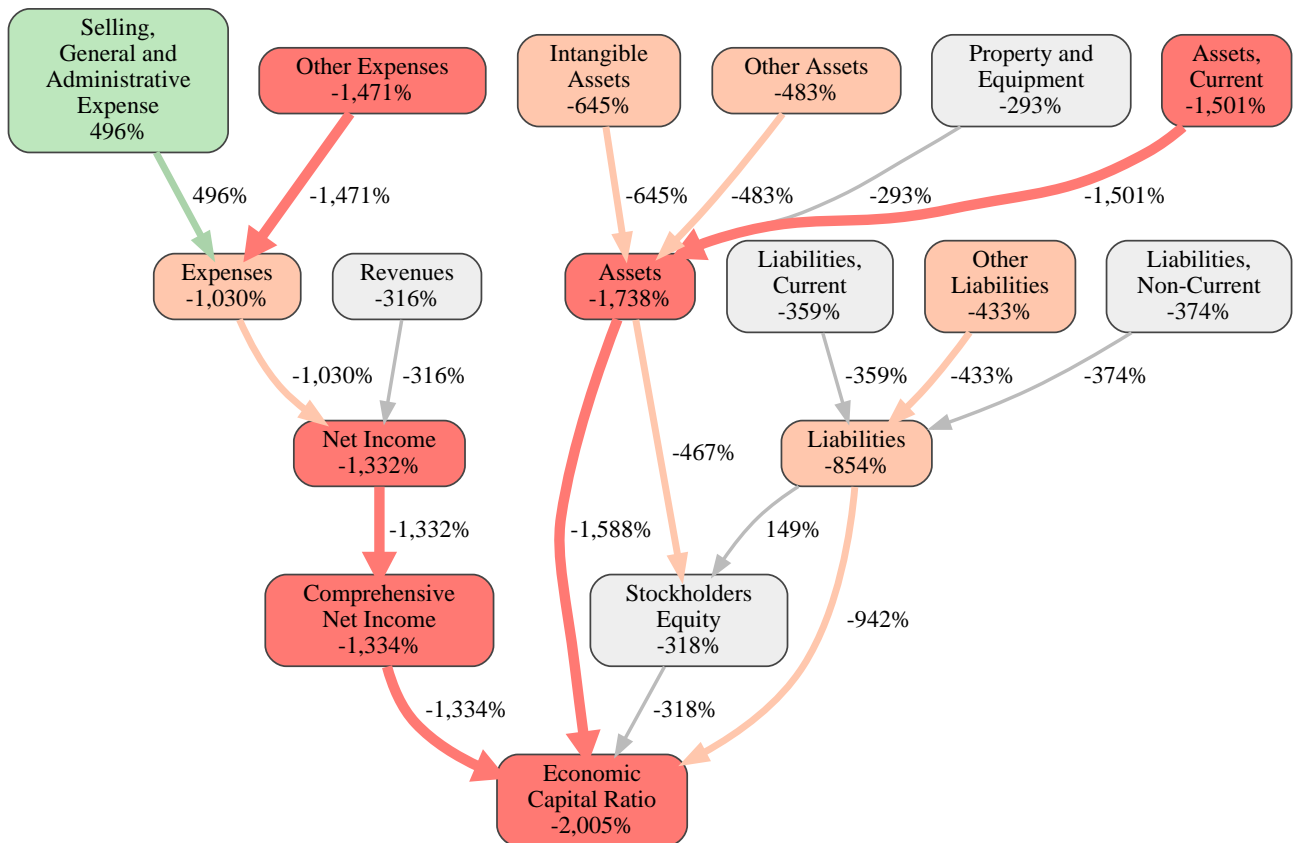 Selling,
General and
Administrative
Expense
496%
Other Expenses
-1,471%
Intangible
Assets
-645%
Other Assets
-483%
Property and
Equipment
-293%
Assets,
Current
-1,501%
496%
-1,471%
-645%
-483%
-293%
-1,501%
Expenses
-1,030%
Revenues
-316%
Assets
-1,738%
Liabilities,
Current
-359%
Other
Liabilities
-433%
Liabilities,
Non-Current
-374%
-1,030%
-316%
-359%
-433%
-374%
Net Income
-1,332%
-467%
Liabilities
-854%
-1,332%
-1,588%
149%
Comprehensive
Net Income
-1,334%
Stockholders
Equity
-318%
-942%
-1,334%
-318%
Economic
Capital Ratio
-2,005%